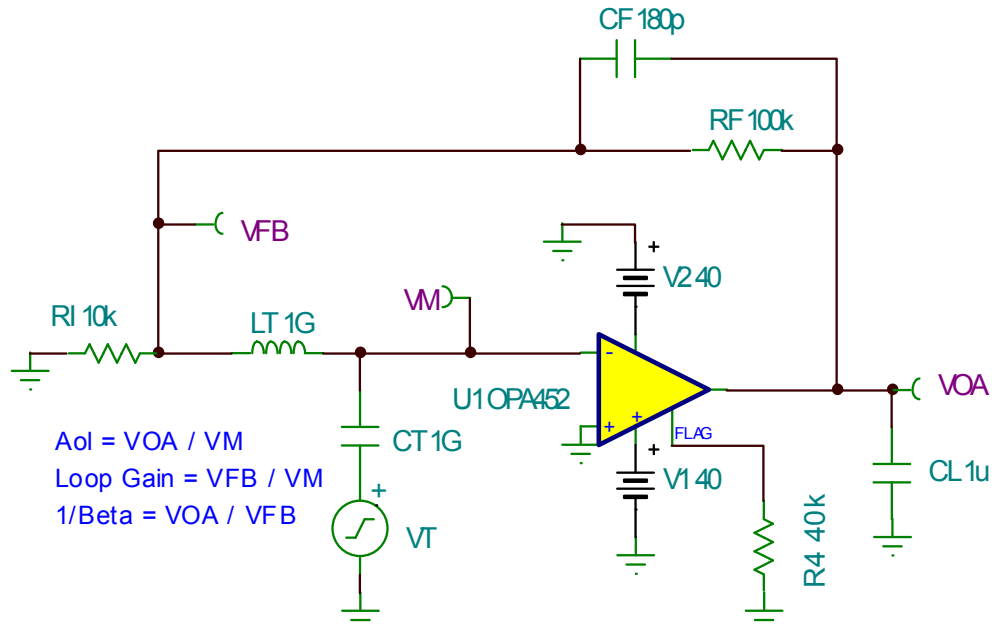 CF 180p
RF 100k
VFB
V2 40
VM
RI 10k
LT 1G
-
+
+
+
U1 OPA452
VOA
FLAG
Aol = VOA / VM
Loop Gain = VFB / VM
1/Beta = VOA / VFB
CT 1G
+
V1 40
+
CL 1u
+
VT
R4 40k